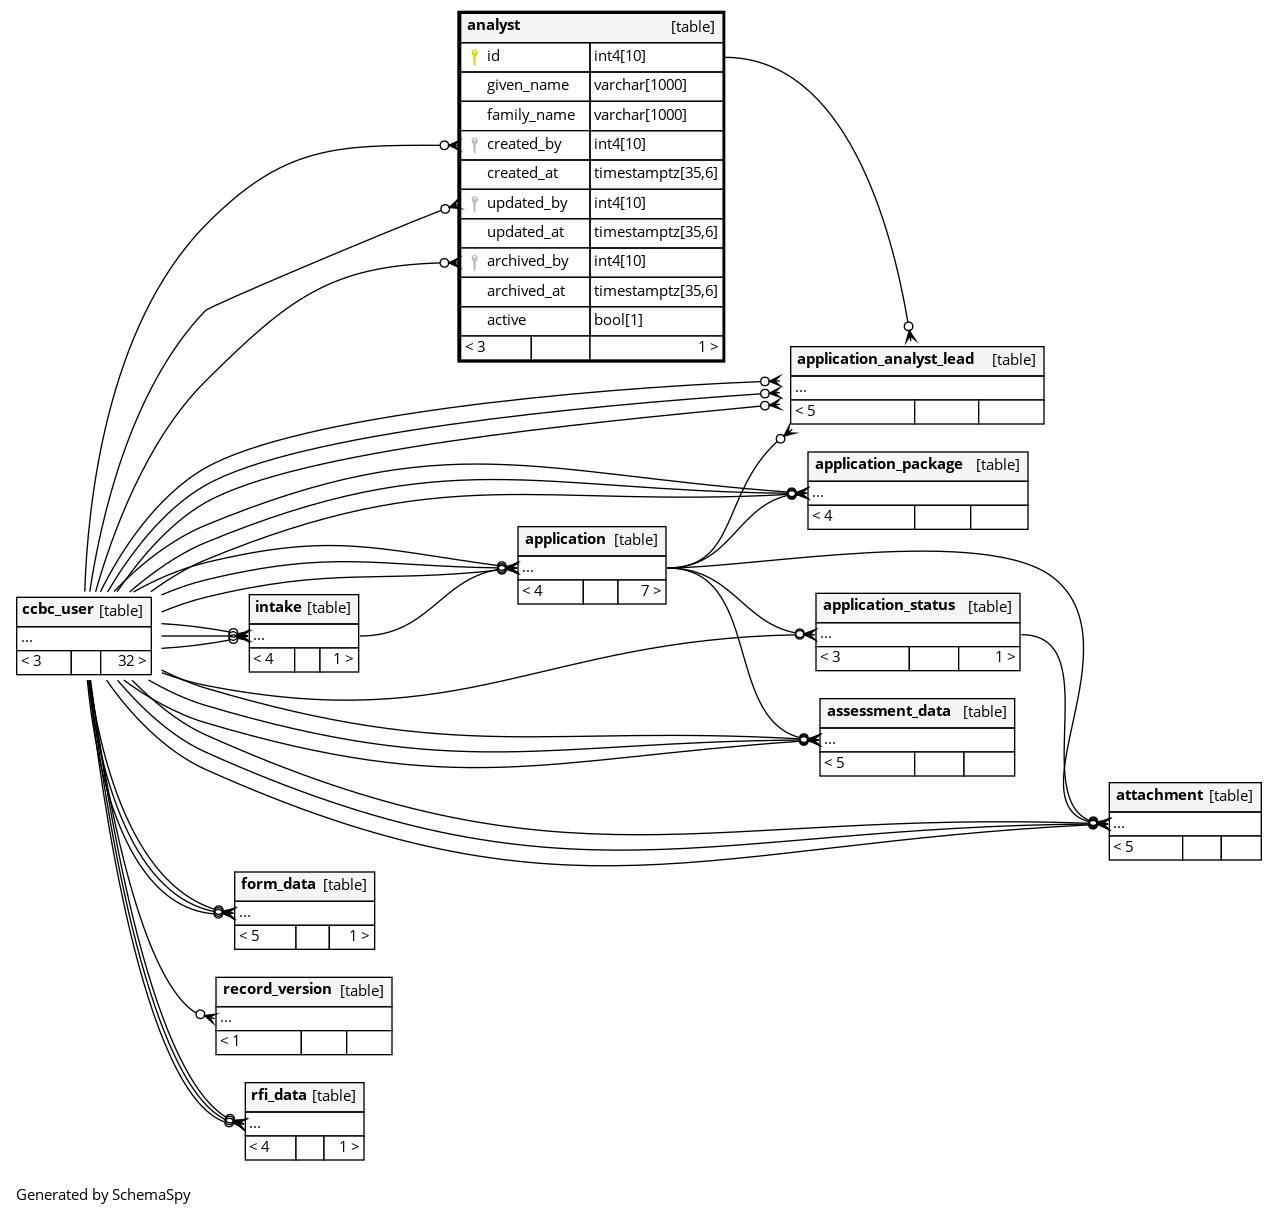 analyst [table]
id int4[10]
given_name varchar[1000]
family_name varchar[1000]
created_by int4[10]
created_at timestamptz[35,6]
updated_by int4[10]
updated_at timestamptz[35,6]
archived_by int4[10]
archived_at timestamptz[35,6]
active bool[1]
< 3 1 >
application_analyst_lead [table]
...
< 5
application_package [table]
...
< 4
application [table]
...
< 4 7 >
ccbc_user [table]
...
< 3 32 >
intake [table]
...
< 4 1 >
application_status [table]
...
< 3 1 >
assessment_data [table]
...
< 5
attachment [table]
...
< 5
form_data [table]
...
< 5 1 >
record_version [table]
...
< 1
rfi_data [table]
...
< 4 1 >
Generated by SchemaSpy